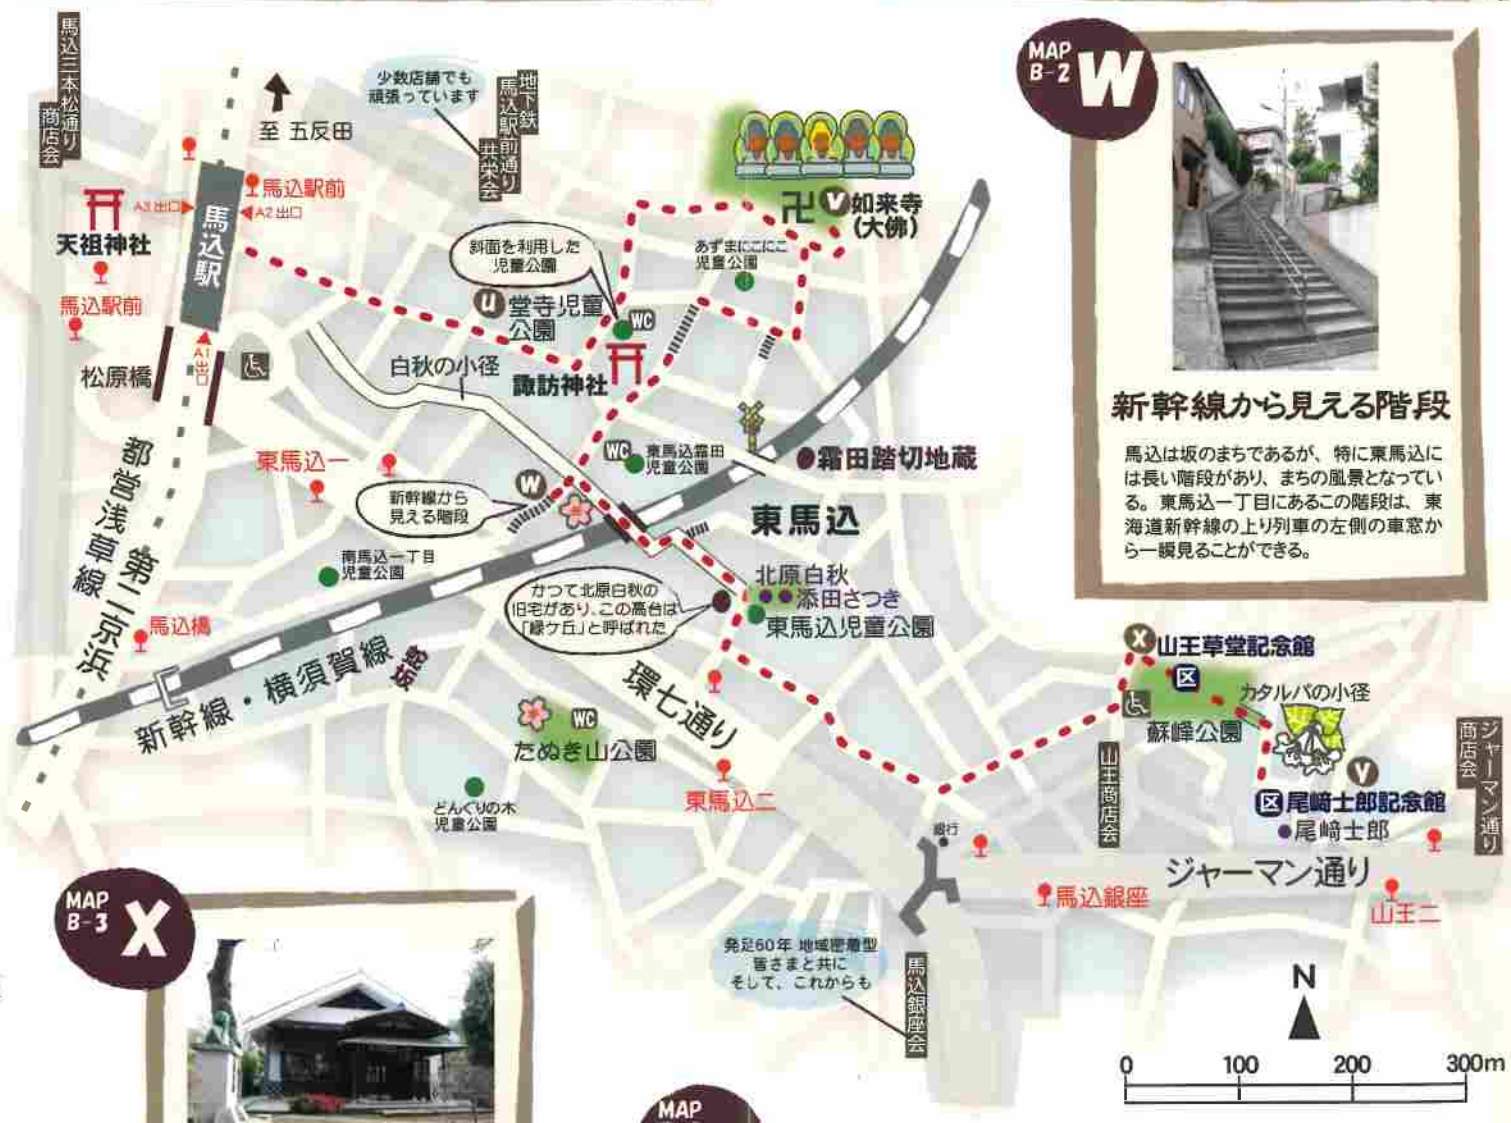 馬込三本松通り
商店会
至 五反田
少数店舗でも
頑張っています
地下鉄
馬込駅前通り
共栄会
馬込駅前
A3出口
A2出口
天祖神社
馬込駅
馬込駅前
A1出口
松原橋
斜面を利用した
児童公園
U 堂寺児童
公園
WC
諏訪神社
あずまにこにこ
児童公園
卍 V 如来寺
(大佛)
白秋の小径
東馬込一
WC
東馬込霜田
児童公園
霜田踏切地蔵
W
新幹線から
見える階段
東馬込
都営浅草線
第二京浜
南馬込一丁目
児童公園
かつて北原白秋の
旧宅があり、この高台は
「緑ケ丘」と呼ばれた
北原白秋
添田さつき
東馬込児童公園
馬込橋
新幹線・横須賀線
蛇坂
環七通り
WC
たぬき山公園
どんぐりの木
児童公園
東馬込二
X 山王草堂記念館
区
カタルパの小径
蘇峰公園
山王商店会
Y
区 尾﨑士郎記念館
尾﨑士郎
ジャーマン通り
商店会
銀行
ジャーマン通り
馬込銀座
山王二
発足60年 地域密着型
皆さまと共に
そして、これからも
馬込銀座会
N
0 100 200 300m
MAP
B-2
W
新幹線から見える階段
馬込は坂のまちであるが、特に東馬込に
は長い階段があり、まちの風景となってい
る。東馬込一丁目にあるこの階段は、東
海道新幹線の上り列車の左側の車窓か
ら一瞬見ることができる。
MAP
B-3
X
MAP